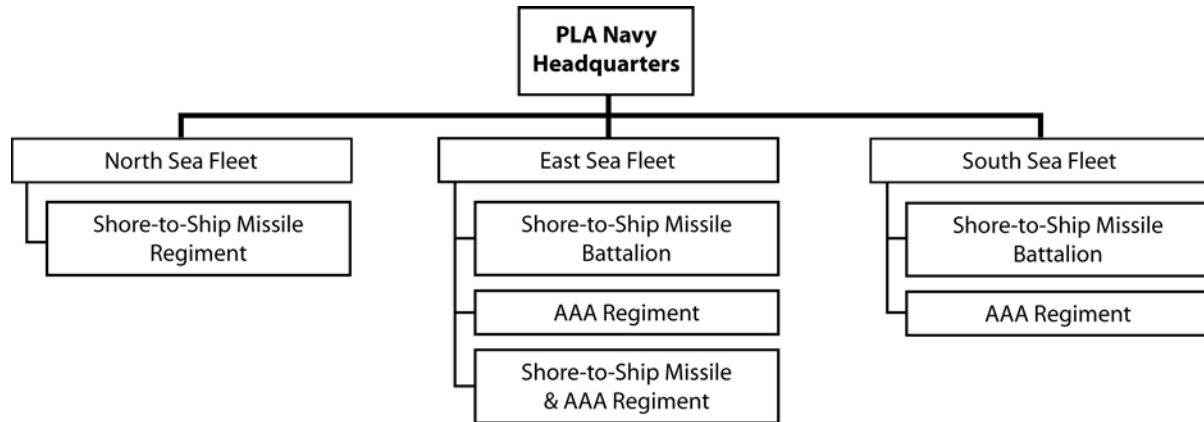 PLA Navy
Headquarters
North Sea Fleet
Shore-to-Ship Missile
Regiment
East Sea Fleet
Shore-to-Ship Missile
Battalion
AAA Regiment
Shore-to-Ship Missile
& AAA Regiment
South Sea Fleet
Shore-to-Ship Missile
Battalion
AAA Regiment